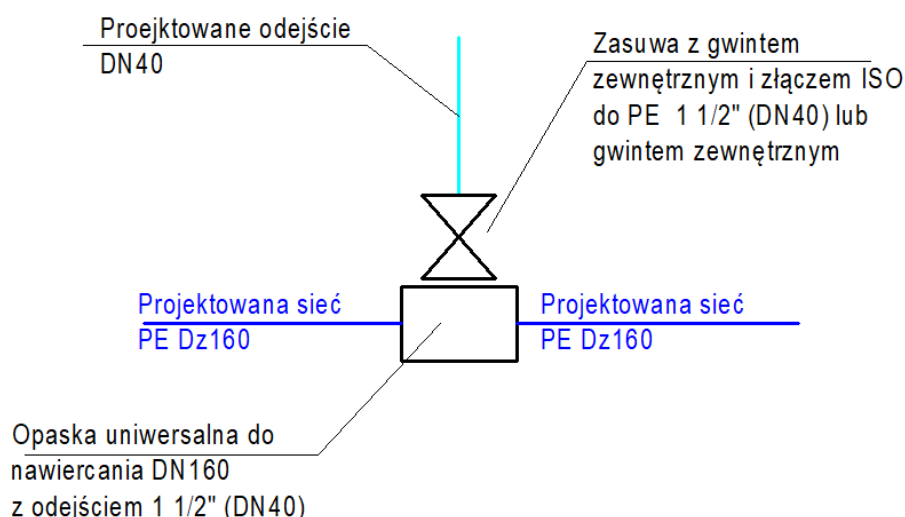 Proejktowane odejście
DN40
Zasuwa z gwintem
zewnętrznym i złączem ISO
do PE 1 1/2" (DN40) lub
gwintem zewnętrznym
Projektowana sieć
PE Dz160
Projektowana sieć
PE Dz160
Opaska uniwersalna do
nawiercania DN160
z odejściem 1 1/2" (DN40)